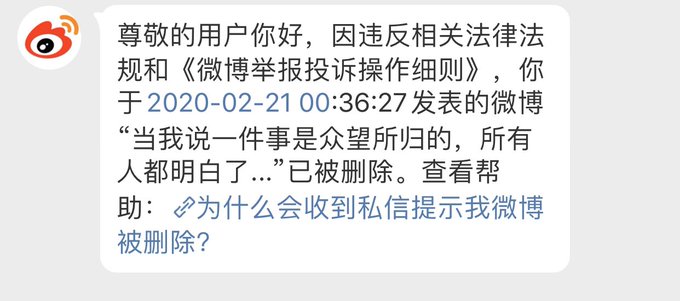 尊敬的用户你好，因违反相关法律法
规和《微博举报投诉操作细则》，你
于2020-02-21 00:36:27发表的微博
“当我说一件事是众望所归的，所有
人都明白了...”已被删除。查看帮
助：为什么会收到私信提示我微博
被删除？